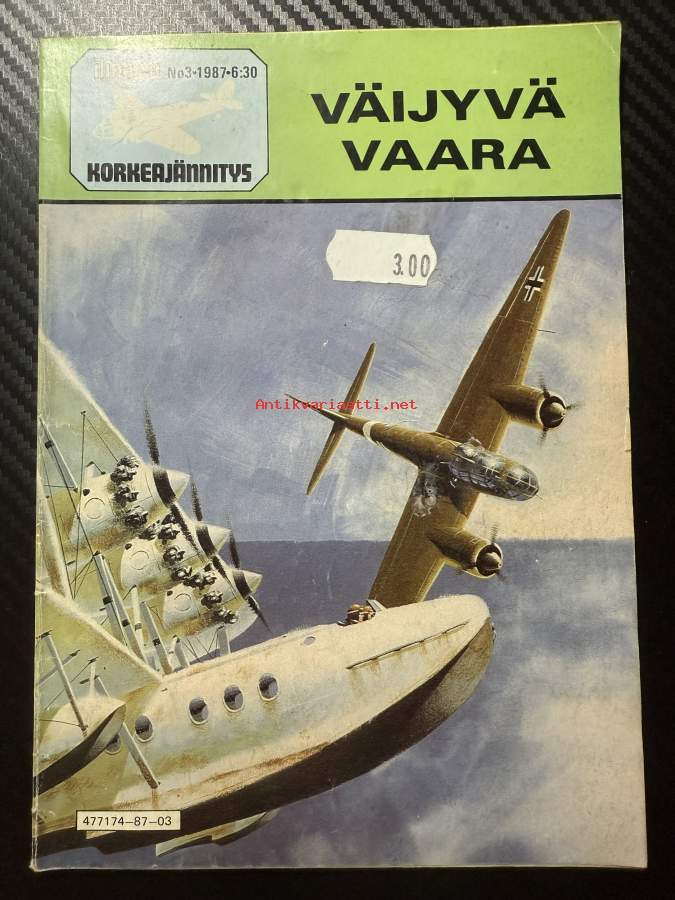 No3•1987•6:30
KORKEAJÄNNITYS
VÄIJYVÄ
VAARA
3.00
Antikvariaatti.net
477174-87-03